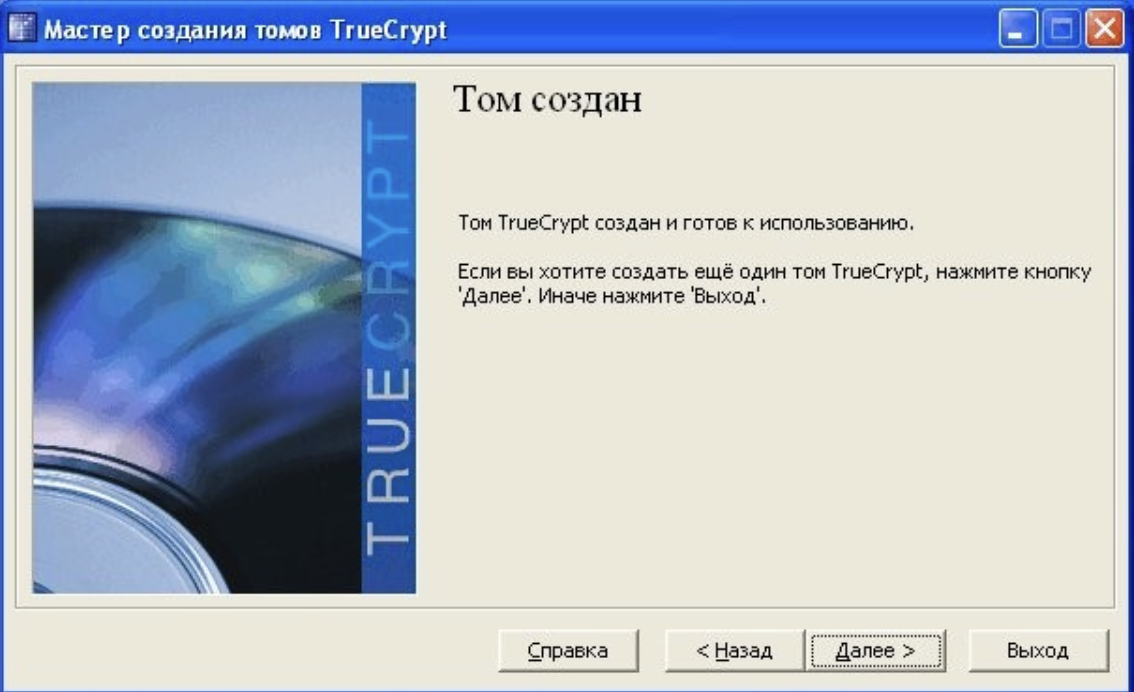 Мастер создания томов TrueCrypt
Том создан
TRUECRYPT
Том TrueCrypt создан и готов к использованию.
Если вы хотите создать ещё один том TrueCrypt, нажмите кнопку
'Далее'. Иначе нажмите 'Выход'.
Справка
< Назад
Далее >
Выход